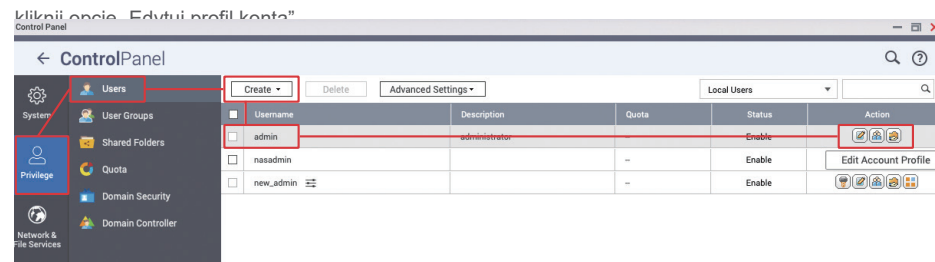 kliknij opcję „Edytuj profil konta”
Control Panel
ControlPanel
System
Privilege
Network &
File Services
Users
User Groups
Shared Folders
Quota
Domain Security
Domain Controller
Create
Delete
Advanced Settings
Local Users
Username Description Quota Status Action
admin administrator -- Enable
nasadmin -- Enable Edit Account Profile
new_admin -- Enable